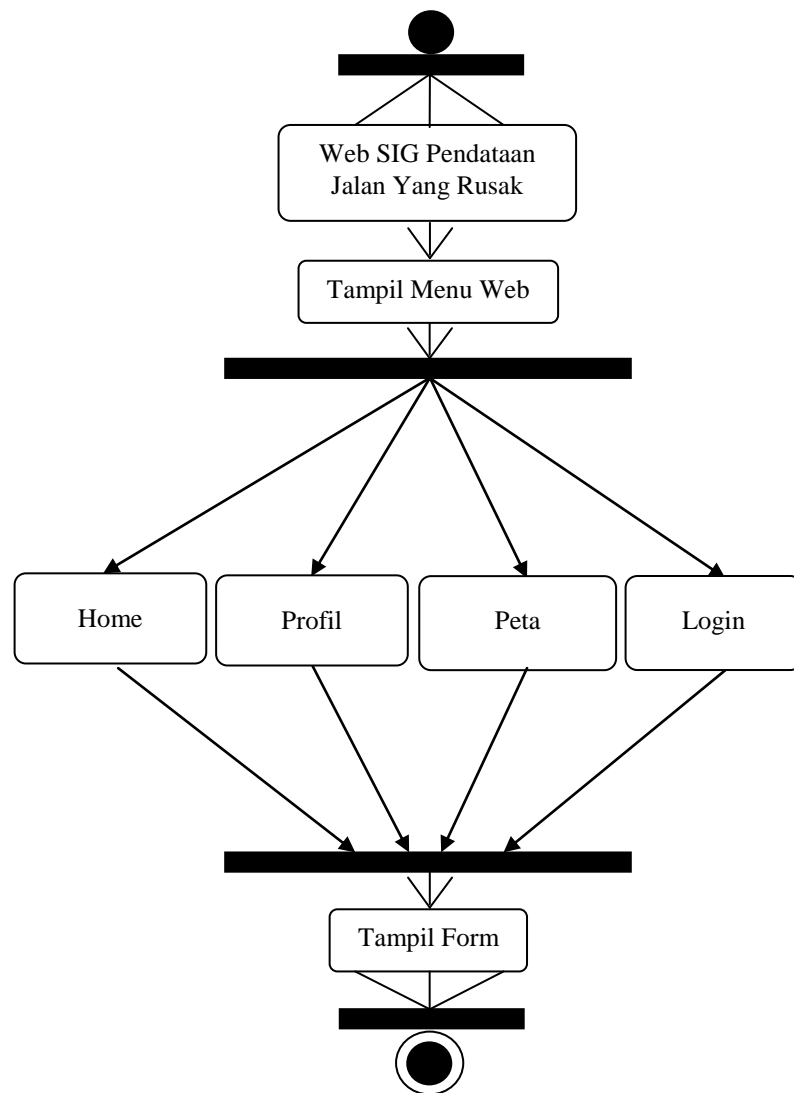 Web SIG Pendataan
Jalan Yang Rusak
Tampil Menu Web
Home
Profil
Peta
Login
Tampil Form